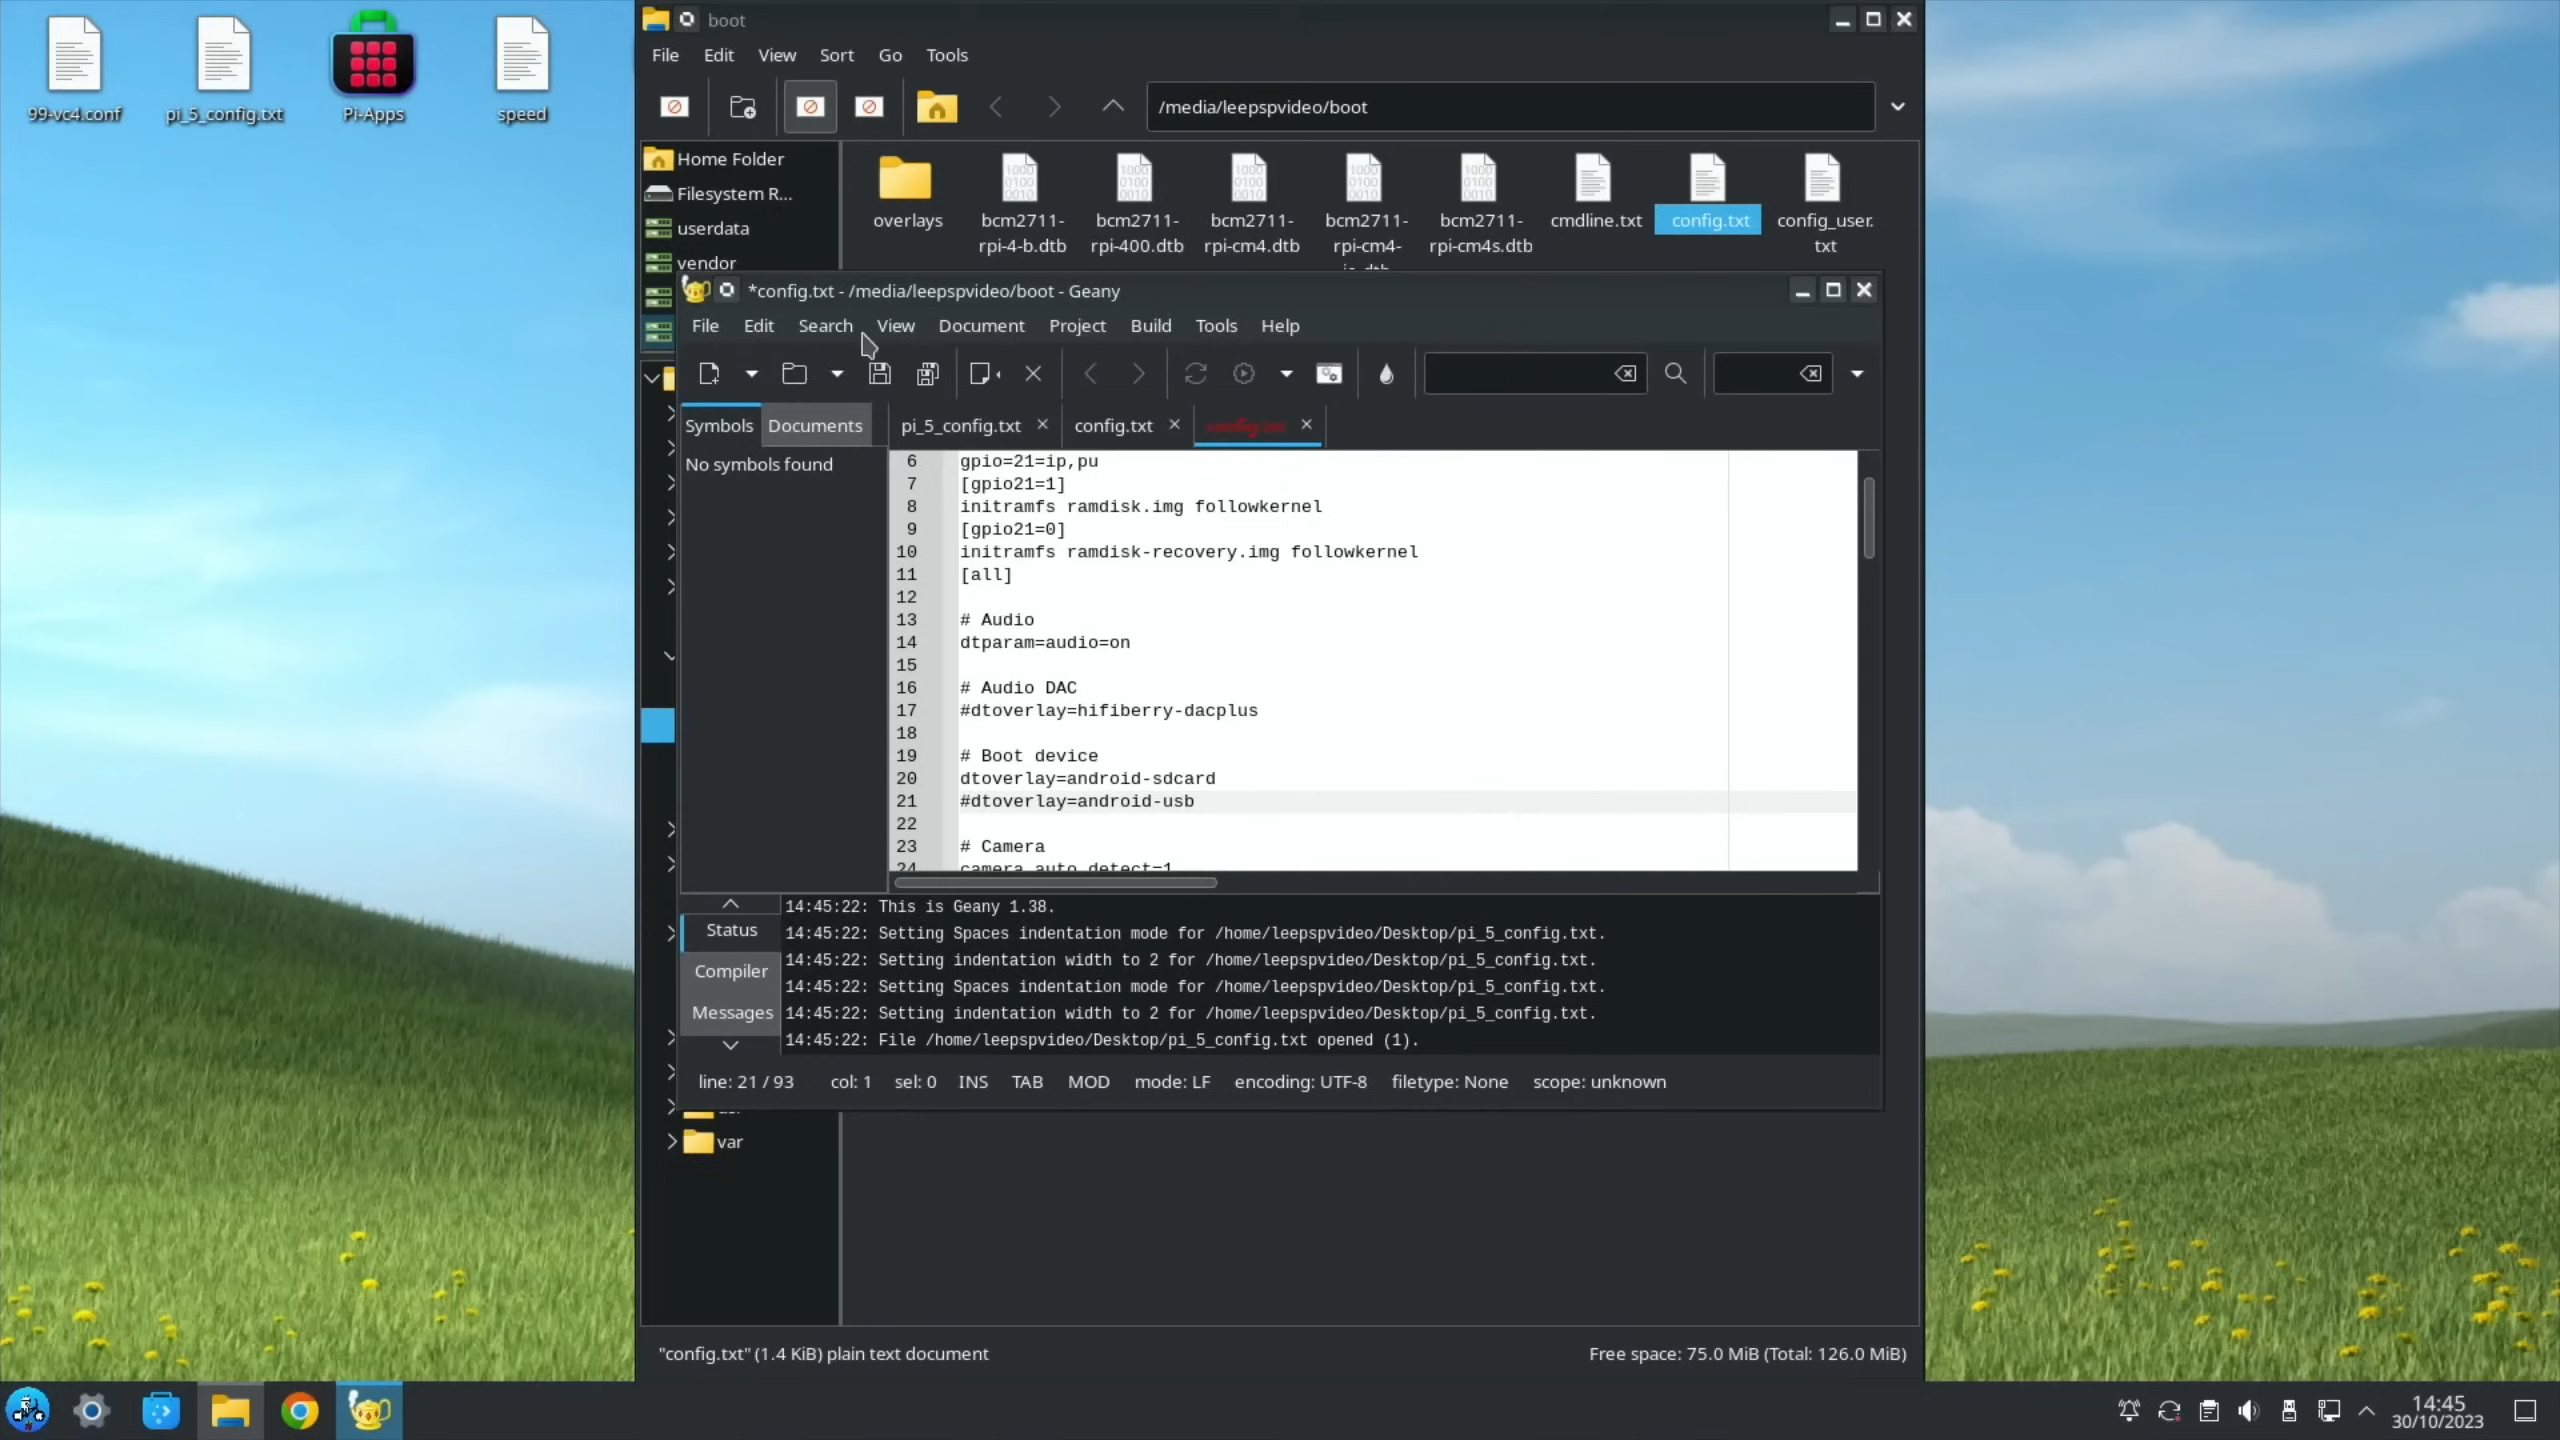 99-vc4.conf
pi_5_config.txt
Pi-Apps
speed
boot
File Edit View Sort Go Tools
/media/leepspvideo/boot
Home Folder
Filesystem R...
userdata
vendor
overlays
bcm2711-
rpi-4-b.dtb
bcm2711-
rpi-400.dtb
bcm2711-
rpi-cm4.dtb
bcm2711-
rpi-cm4-
bcm2711-
rpi-cm4s.dtb
cmdline.txt
config.txt
config_user.
txt
*config.txt - /media/leepspvideo/boot - Geany
File Edit Search View Document Project Build Tools Help
Symbols Documents
pi_5_config.txt config.txt
No symbols found
6 gpio=21=ip,pu
7 [gpio21=1]
8 initramfs ramdisk.img followkernel
9 [gpio21=0]
10 initramfs ramdisk-recovery.img followkernel
11 [all]
12
13 # Audio
14 dtparam=audio=on
15
16 # Audio DAC
17 #dtoverlay=hifiberry-dacplus
18
19 # Boot device
20 dtoverlay=android-sdcard
21 #dtoverlay=android-usb
22
23 # Camera
24 camera_auto_detect=1
Status
Compiler
Messages
14:45:22: This is Geany 1.38.
14:45:22: Setting Spaces indentation mode for /home/leepspvideo/Desktop/pi_5_config.txt.
14:45:22: Setting indentation width to 2 for /home/leepspvideo/Desktop/pi_5_config.txt.
14:45:22: Setting Spaces indentation mode for /home/leepspvideo/Desktop/pi_5_config.txt.
14:45:22: Setting indentation width to 2 for /home/leepspvideo/Desktop/pi_5_config.txt.
14:45:22: File /home/leepspvideo/Desktop/pi_5_config.txt opened (1).
line: 21 / 93 col: 1 sel: 0 INS TAB MOD mode: LF encoding: UTF-8 filetype: None scope: unknown
var
"config.txt" (1.4 KiB) plain text document
Free space: 75.0 MiB (Total: 126.0 MiB)
14:45
30/10/2023